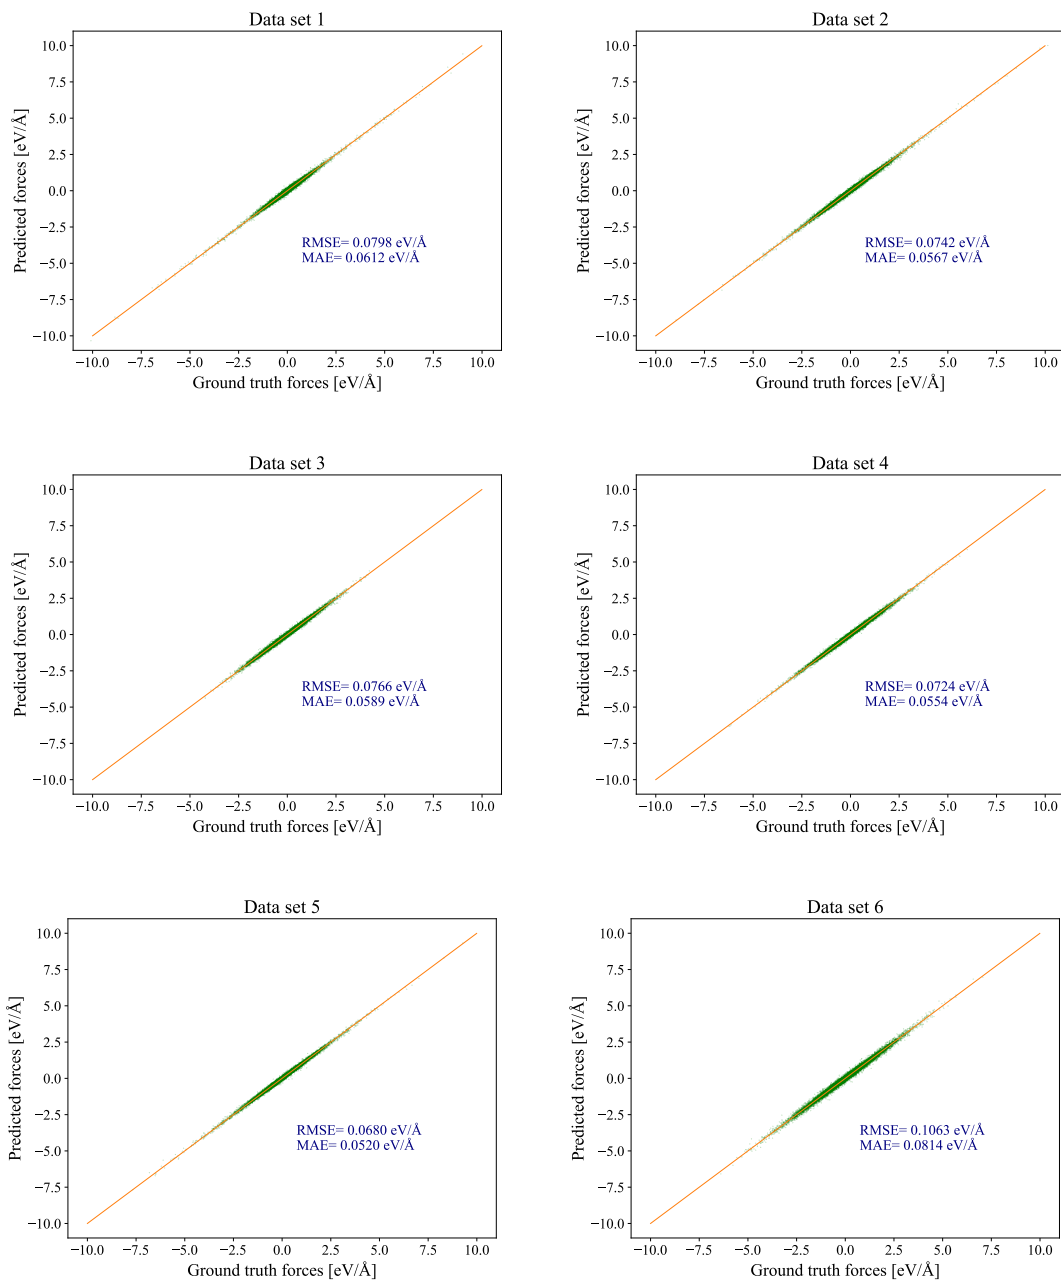 Data set 1
10.0
7.5
5.0
2.5
0.0
−2.5
−5.0
−7.5
−10.0
Predicted forces [eV/Å]
RMSE= 0.0798 eV/Å
MAE= 0.0612 eV/Å
−10.0 −7.5 −5.0 −2.5 0.0 2.5 5.0 7.5 10.0
Ground truth forces [eV/Å]
Data set 2
10.0
7.5
5.0
2.5
0.0
−2.5
−5.0
−7.5
−10.0
Predicted forces [eV/Å]
RMSE= 0.0742 eV/Å
MAE= 0.0567 eV/Å
−10.0 −7.5 −5.0 −2.5 0.0 2.5 5.0 7.5 10.0
Ground truth forces [eV/Å]
Data set 3
10.0
7.5
5.0
2.5
0.0
−2.5
−5.0
−7.5
−10.0
Predicted forces [eV/Å]
RMSE= 0.0766 eV/Å
MAE= 0.0589 eV/Å
−10.0 −7.5 −5.0 −2.5 0.0 2.5 5.0 7.5 10.0
Ground truth forces [eV/Å]
Data set 4
10.0
7.5
5.0
2.5
0.0
−2.5
−5.0
−7.5
−10.0
Predicted forces [eV/Å]
RMSE= 0.0724 eV/Å
MAE= 0.0554 eV/Å
−10.0 −7.5 −5.0 −2.5 0.0 2.5 5.0 7.5 10.0
Ground truth forces [eV/Å]
Data set 5
10.0
7.5
5.0
2.5
0.0
−2.5
−5.0
−7.5
−10.0
Predicted forces [eV/Å]
RMSE= 0.0680 eV/Å
MAE= 0.0520 eV/Å
−10.0 −7.5 −5.0 −2.5 0.0 2.5 5.0 7.5 10.0
Ground truth forces [eV/Å]
Data set 6
10.0
7.5
5.0
2.5
0.0
−2.5
−5.0
−7.5
−10.0
Predicted forces [eV/Å]
RMSE= 0.1063 eV/Å
MAE= 0.0814 eV/Å
−10.0 −7.5 −5.0 −2.5 0.0 2.5 5.0 7.5 10.0
Ground truth forces [eV/Å]